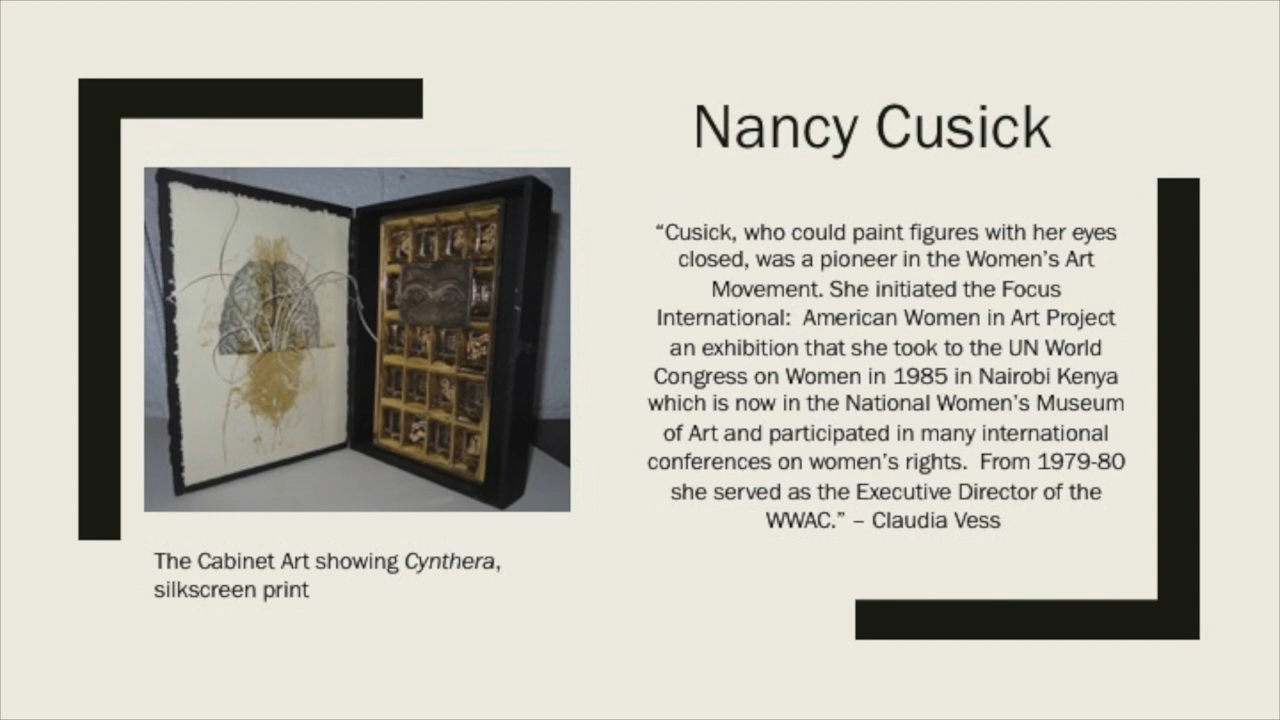 Nancy Cusick
“Cusick, who could paint figures with her eyes
closed, was a pioneer in the Women’s Art
Movement. She initiated the Focus
International:  American Women in Art Project
an exhibition that she took to the UN World
Congress on Women in 1985 in Nairobi Kenya
which is now in the National Women’s Museum
of Art and participated in many international
conferences on women’s rights.  From 1979-80
she served as the Executive Director of the
WWAC.” – Claudia Vess
The Cabinet Art showing Cynthera,
silkscreen print